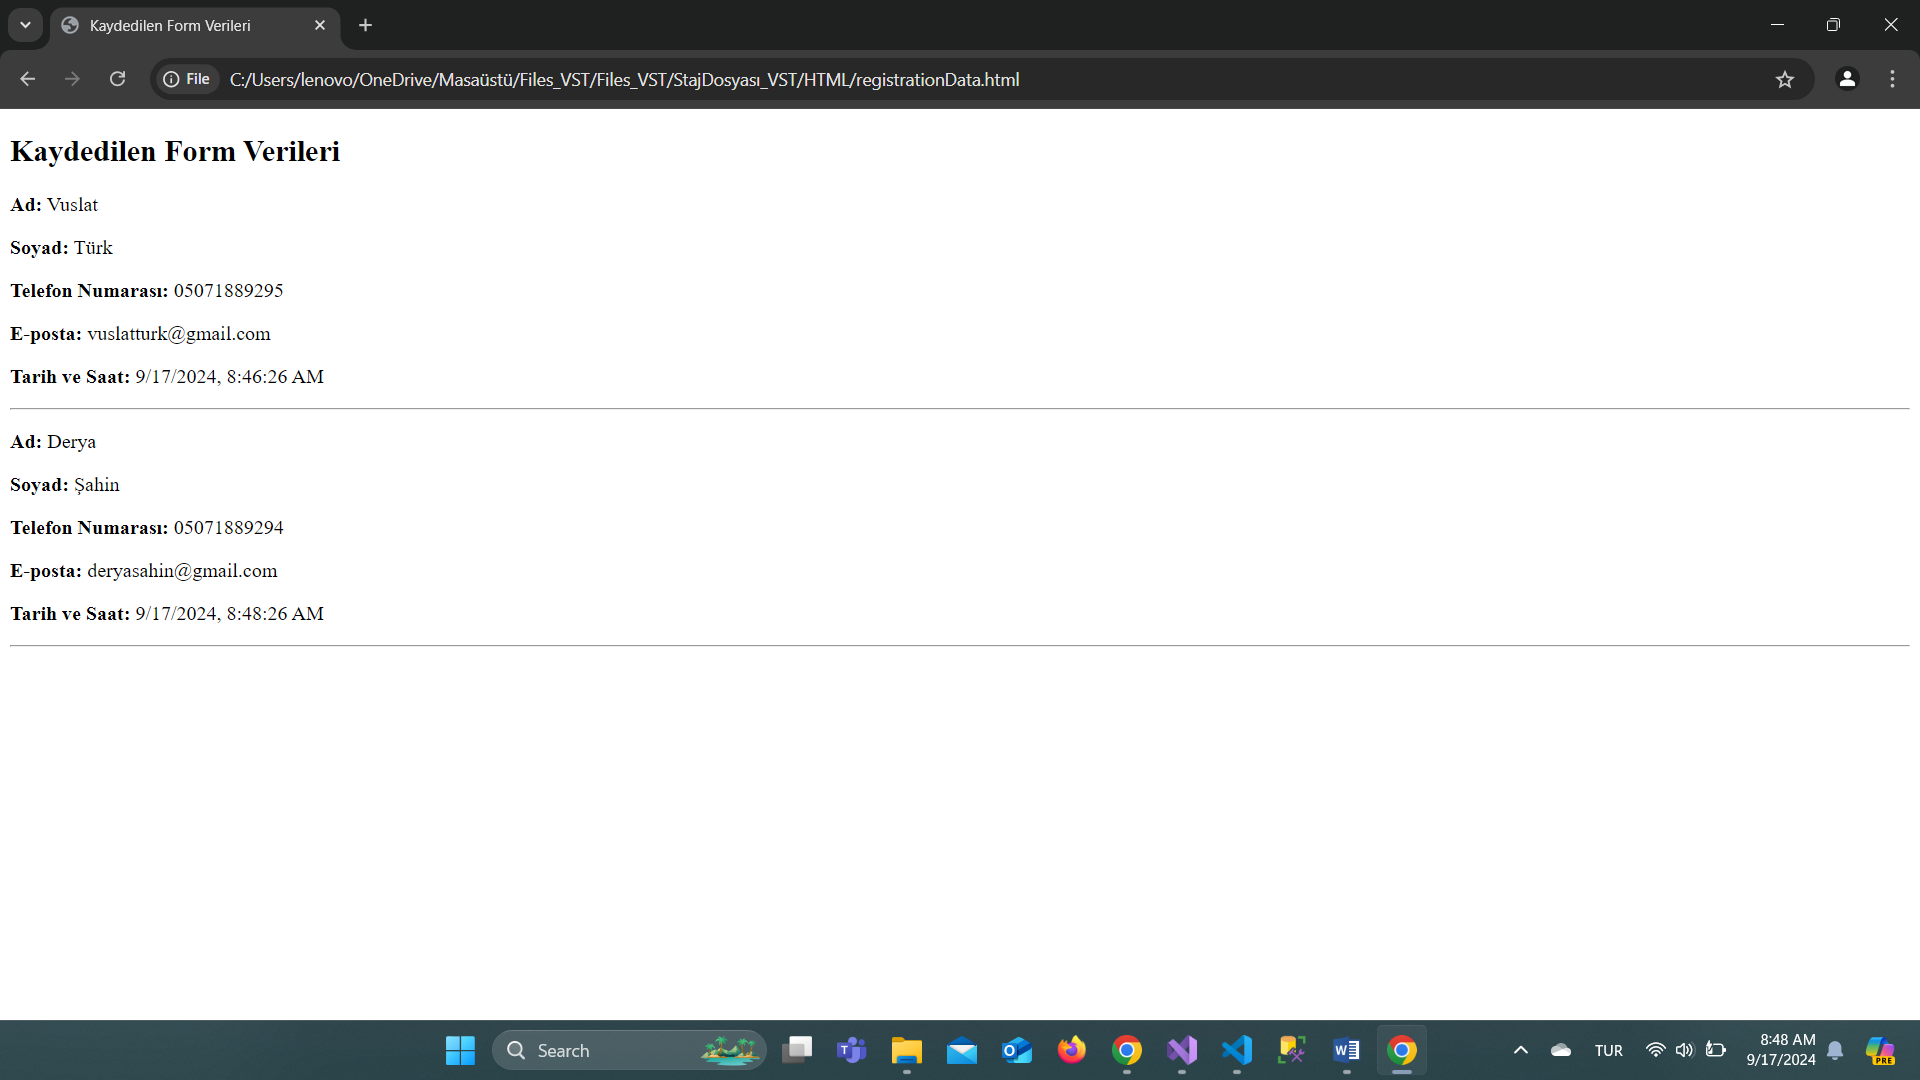 Kaydedilen Form Verileri
File
C:/Users/lenovo/OneDrive/Masaüstü/Files_VST/Files_VST/StajDosyası_VST/HTML/registrationData.html
Kaydedilen Form Verileri
Ad: Vuslat
Soyad: Türk
Telefon Numarası: 05071889295
E-posta: vuslatturk@gmail.com
Tarih ve Saat: 9/17/2024, 8:46:26 AM
Ad: Derya
Soyad: Şahin
Telefon Numarası: 05071889294
E-posta: deryasahin@gmail.com
Tarih ve Saat: 9/17/2024, 8:48:26 AM
Search
TUR
8:48 AM
9/17/2024
PRE